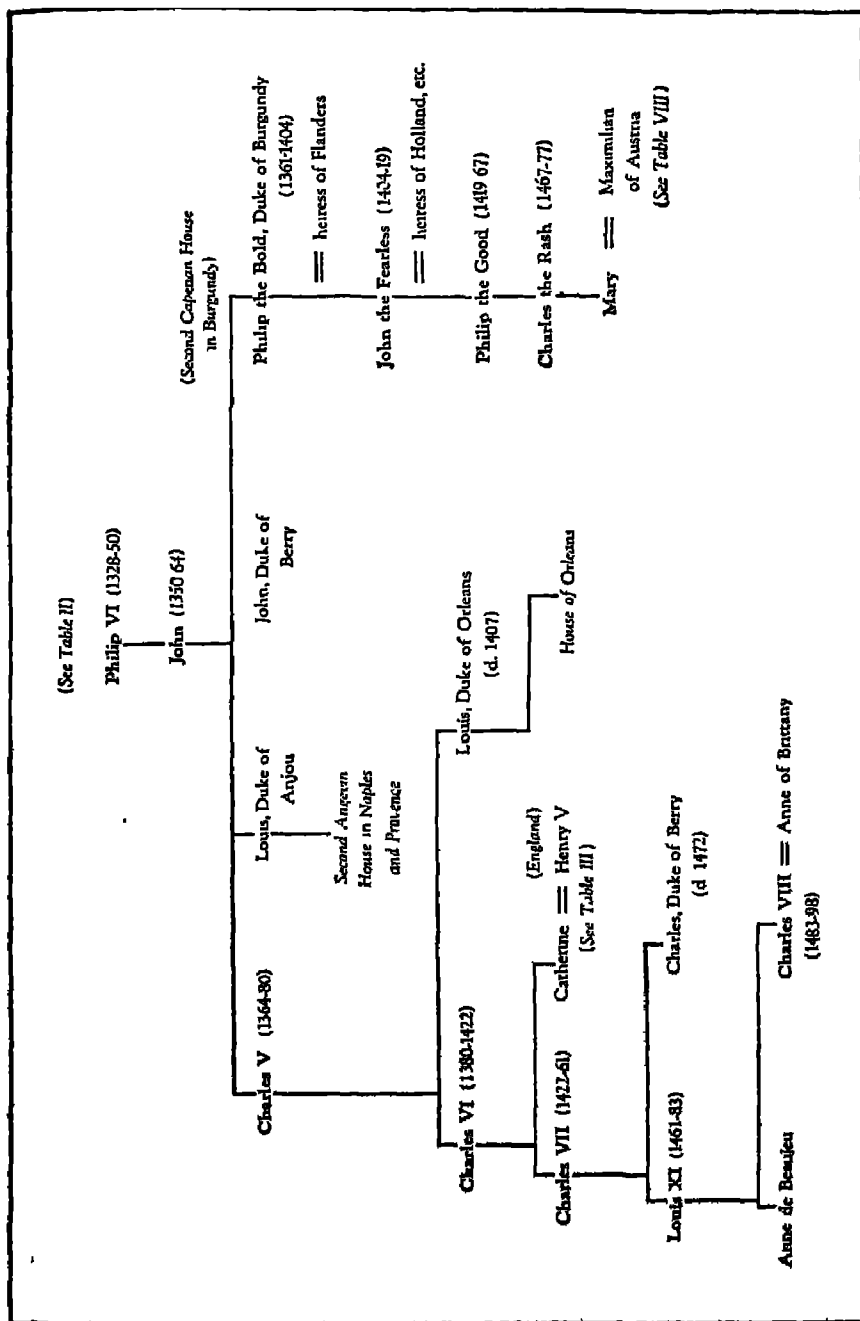 (See Table II)
Philip VI (1328-50)
John (1350 64)
(Second Capetian House
in Burgundy)
Charles V (1364-80)
Louis, Duke of
Anjou
John, Duke of
Berry
Philip the Bold, Duke of Burgundy
(1361-1404)
= heiress of Flanders
Second Angevin
House in Naples
and Provence
John the Fearless (1404-19)
= heiress of Holland, etc.
Charles VI (1380-1422)
Louis, Duke of Orleans
(d. 1407)
Philip the Good (1419 67)
House of Orleans
Charles the Rash (1467-77)
(England)
Charles VII (1422-61)
Catherine = Henry V
(See Table III)
Mary = Maximilian
of Austria
(See Table VIII)
Louis XI (1461-83)
Charles, Duke of Berry
(d 1472)
Anne de Beaujeu
Charles VIII = Anne of Brittany
(1483-98)